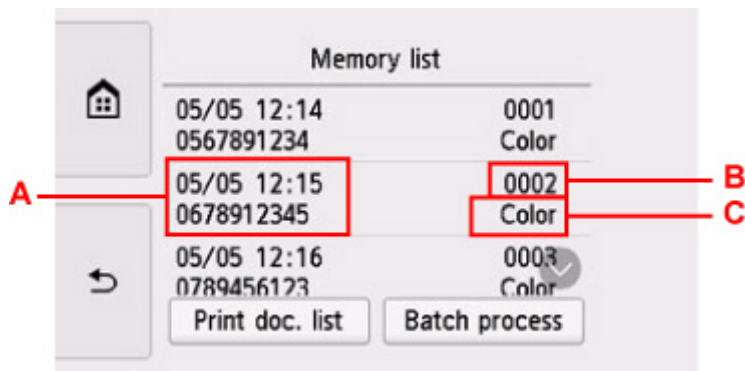 Memory list
05/05 12:14 0001
0567891234 Color
A
05/05 12:15 0002 B
0678912345 Color C
05/05 12:16 0003
0789456123 Color
Print doc. list Batch process